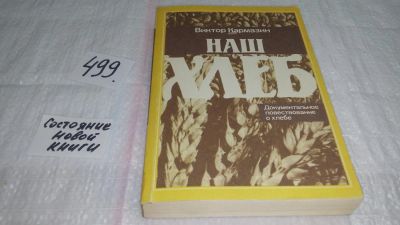 499.
Состояние
новой
книги
Виктор Кармазин
НАШ
ХЛЕБ
Документальное
повествование
о хлебе